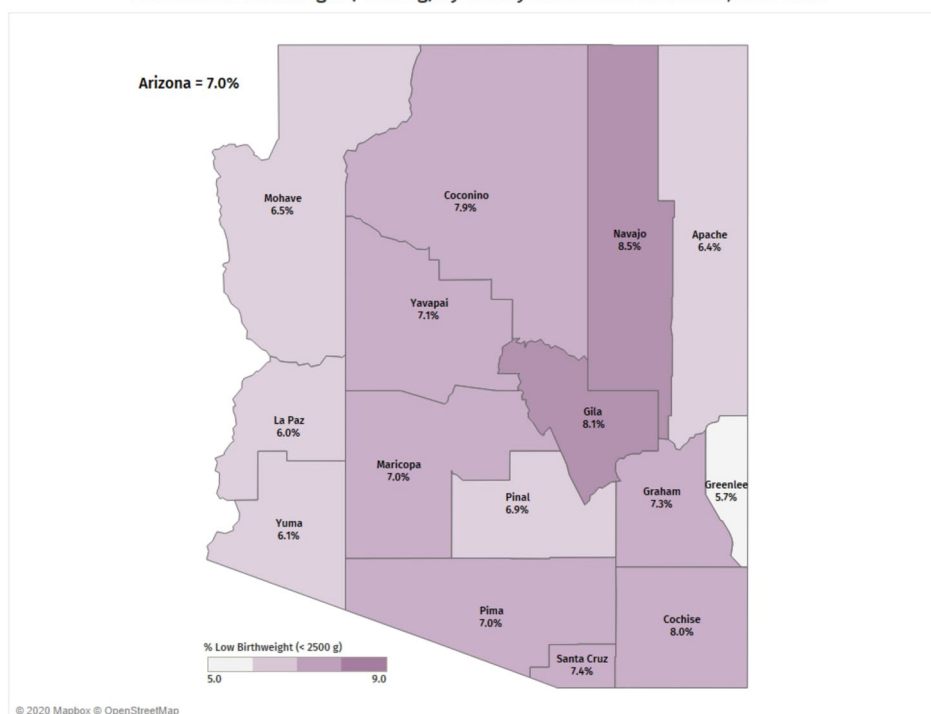 Arizona = 7.0%
Mohave
6.5%
Coconino
7.9%
Navajo
8.5%
Apache
6.4%
Yavapai
7.1%
Gila
8.1%
La Paz
6.0%
Maricopa
7.0%
Pinal
6.9%
Graham
7.3%
Greenlee
5.7%
Yuma
6.1%
Pima
7.0%
Cochise
8.0%
Santa Cruz
7.4%
% Low Birthweight (< 2500 g)
5.0 9.0
© 2020 Mapbox © OpenStreetMap